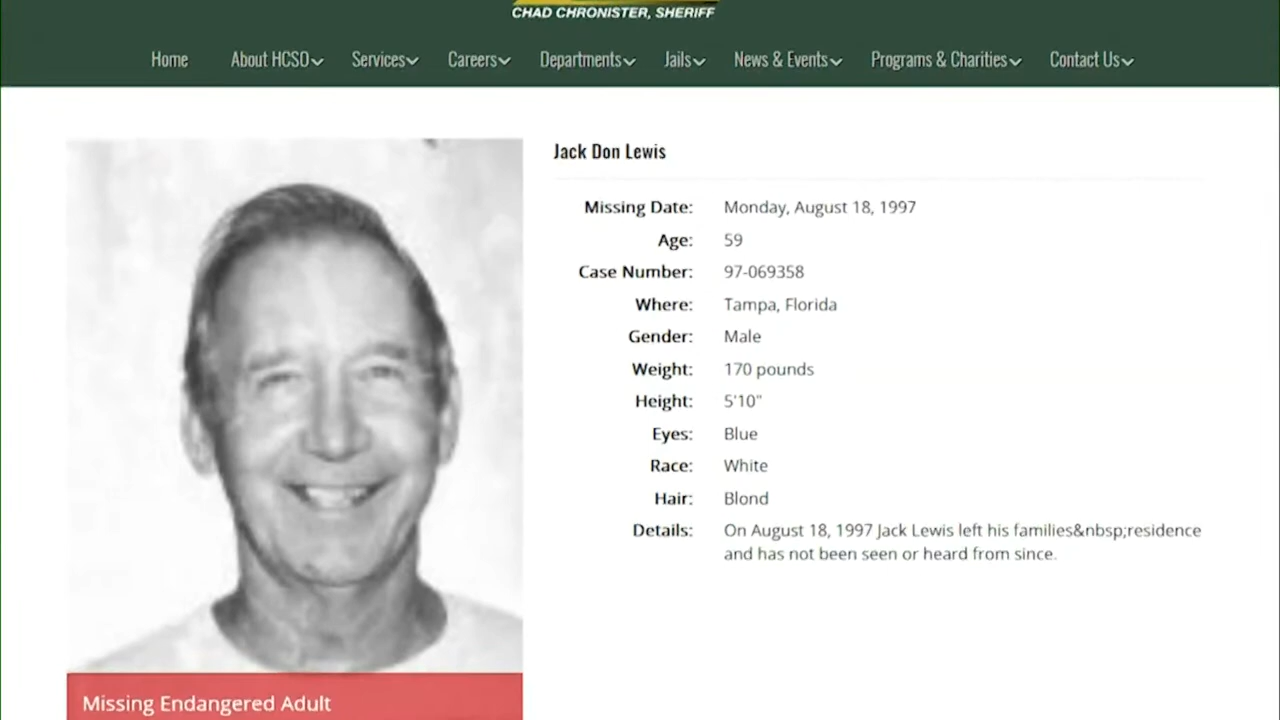 CHAD CHRONISTER, SHERIFF
Home About HCSO Services Careers Departments Jails News & Events Programs & Charities Contact Us
Jack Don Lewis
Missing Date: Monday, August 18, 1997
Age: 59
Case Number: 97-069358
Where: Tampa, Florida
Gender: Male
Weight: 170 pounds
Height: 5'10"
Eyes: Blue
Race: White
Hair: Blond
Details: On August 18, 1997 Jack Lewis left his families&nbsp;residence
and has not been seen or heard from since.
Missing Endangered Adult